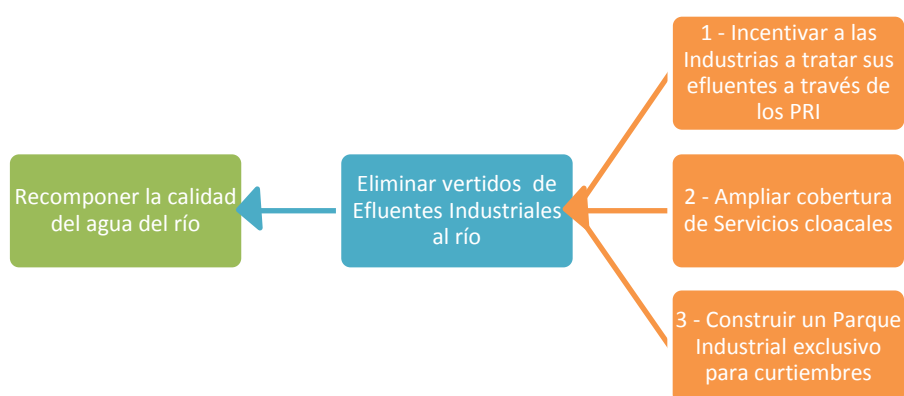 Recomponer la calidad
del agua del río
Eliminar vertidos de
Efluentes Industriales
al río
1 - Incentivar a las
Industrias a tratar sus
efluentes a través de
los PRI
2 - Ampliar cobertura
de Servicios cloacales
3 - Construir un Parque
Industrial exclusivo
para curtiembres